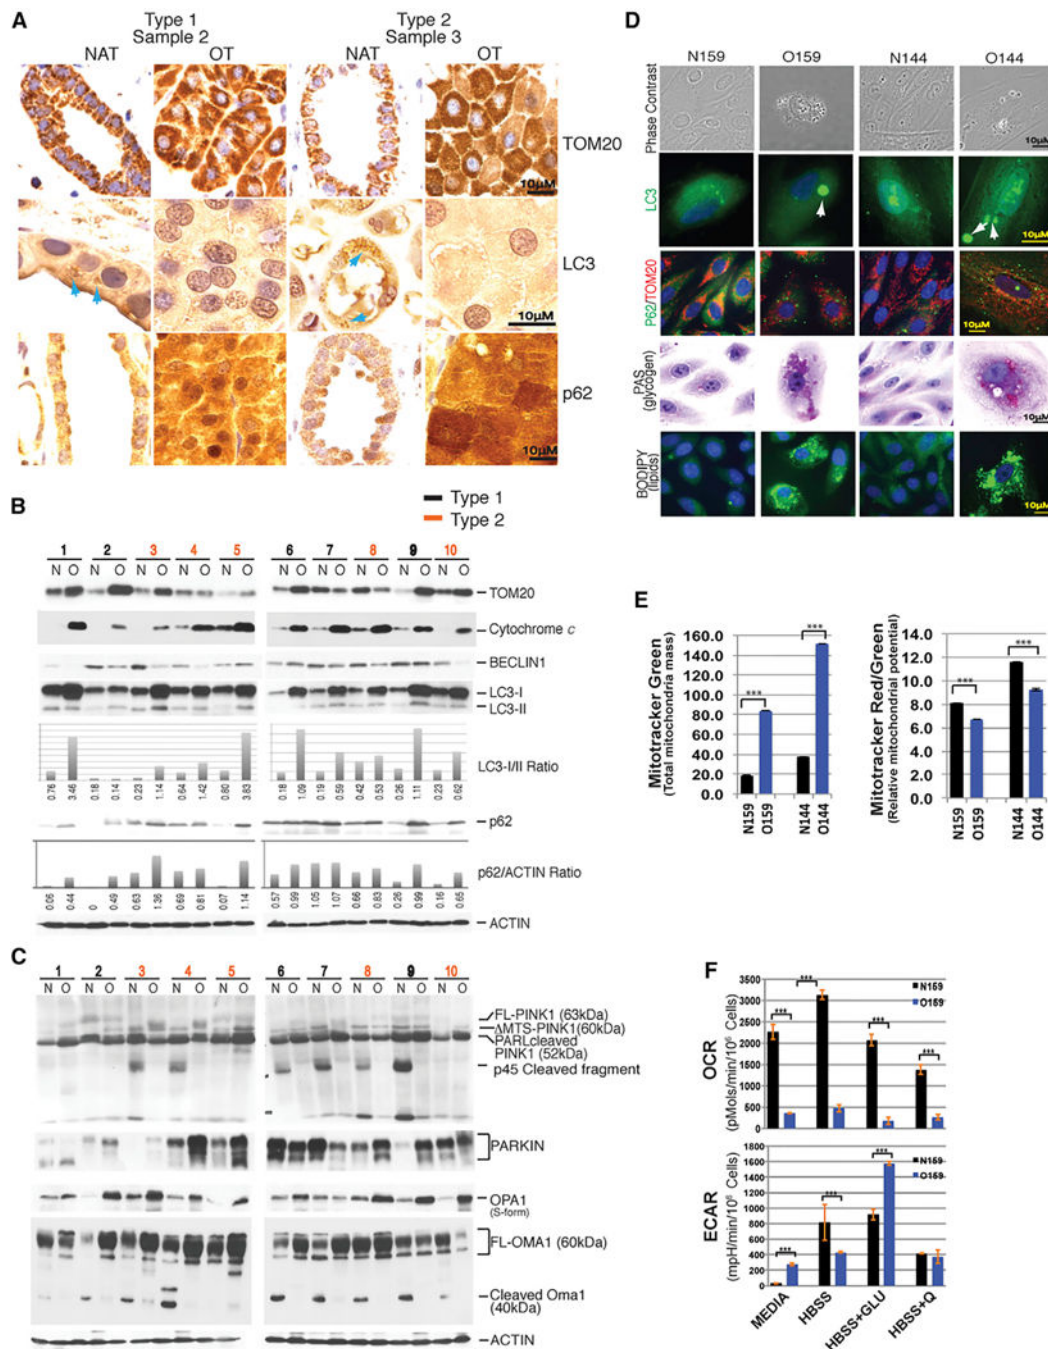 A
Type 1
Sample 2
Type 2
Sample 3
NAT
OT
NAT
OT
TOM20
10µM
LC3
10µM
p62
10µM
B
Type 1
Type 2
1 2 3 4 5 6 7 8 9 10
N O N O N O N O N O N O N O N O N O N O
TOM20
Cytochrome c
BECLIN1
LC3-I
LC3-II
LC3-I/II Ratio
0.76 3.46 0.18 0.14 0.23 1.14 0.64 1.42 0.80 3.83 0.18 1.09 0.19 0.59 0.42 0.53 0.26 1.11 0.23 0.62
p62
p62/ACTIN Ratio
0.06 0.44 0 0.49 0.63 1.36 0.69 0.81 0.07 1.14 0.57 0.99 1.05 1.07 0.66 0.83 0.26 0.99 0.16 0.65
ACTIN
C
1 2 3 4 5 6 7 8 9 10
N O N O N O N O N O N O N O N O N O N O
FL-PINK1 (63kDa)
ΔMTS-PINK1(60kDa)
PARLcleaved
PINK1 (52kDa)
p45 Cleaved fragment
PARKIN
OPA1
(S-form)
FL-OMA1 (60kDa)
Cleaved Oma1
(40kDa)
ACTIN
D
N159 O159 N144 O144
Phase Contrast
10µM
LC3
10µM
P62/TOM20
10µM
PAS
(glycogen)
10µM
BODIPY
(lipids)
10µM
E
Mitotracker Green
(Total mitochondria mass)
160.0
140.0
120.0
100.0
80.0
60.0
40.0
20.0
0.0
***
***
N159
O159
N144
O144
Mitotracker Red/Green
(Relative mitochondrial potential)
14.0
12.0
10.0
8.0
6.0
4.0
2.0
0.0
***
***
N159
O159
N144
O144
F
OCR
(pMols/min/10⁶ Cells)
3500
3000
2500
2000
1500
1000
500
0
***
***
***
***
N159
O159
ECAR
(mpH/min/10⁶ Cells)
1800
1600
1400
1200
1000
800
600
400
200
0
***
***
***
N159
O159
MEDIA
HBSS
HBSS+GLU
HBSS+Q